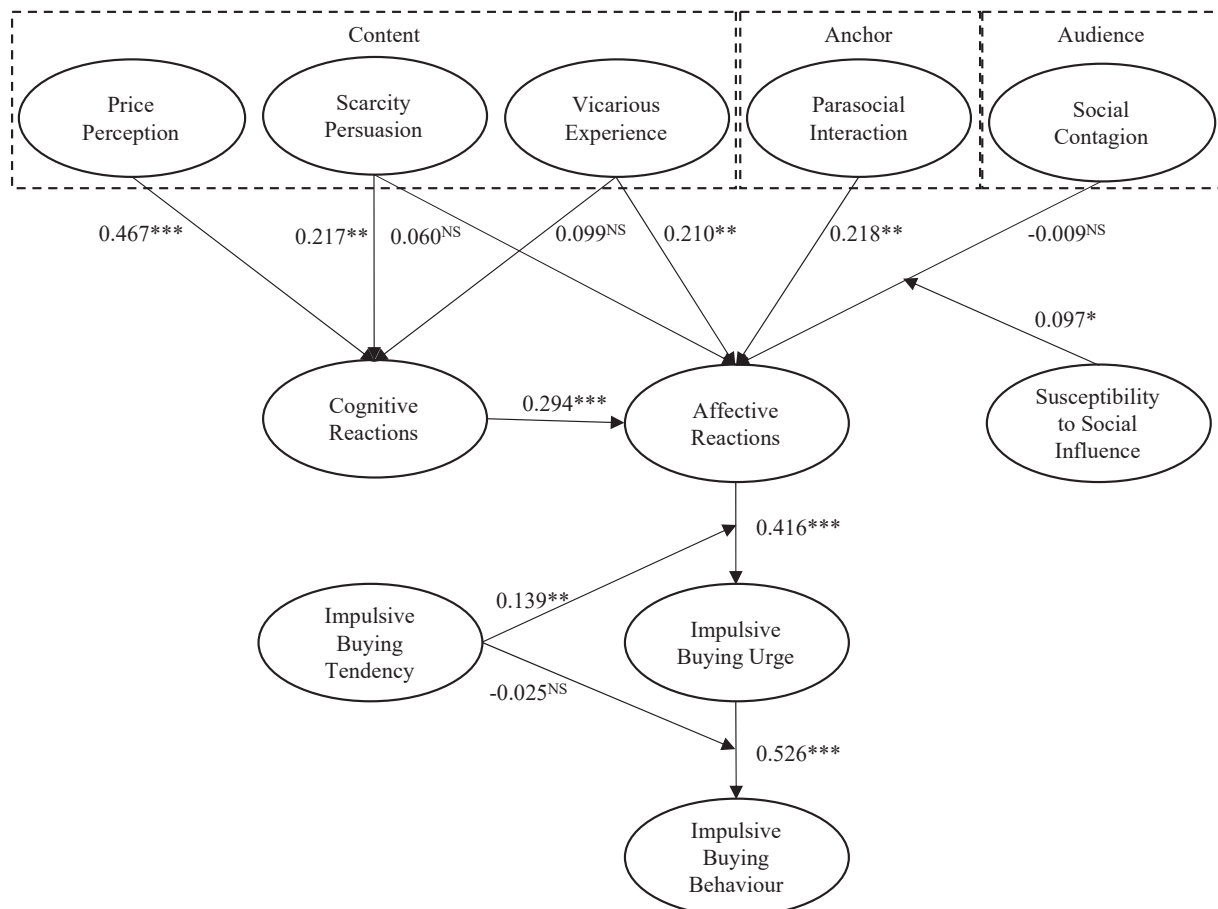 Content
Anchor
Audience
Price
Perception
Scarcity
Persuasion
Vicarious
Experience
Parasocial
Interaction
Social
Contagion
0.467***
0.217**
0.060NS
0.099NS
0.210**
0.218**
-0.009NS
0.097*
Cognitive
Reactions
0.294***
Affective
Reactions
Susceptibility
to Social
Influence
0.416***
0.139**
Impulsive
Buying
Tendency
Impulsive
Buying Urge
-0.025NS
0.526***
Impulsive
Buying
Behaviour